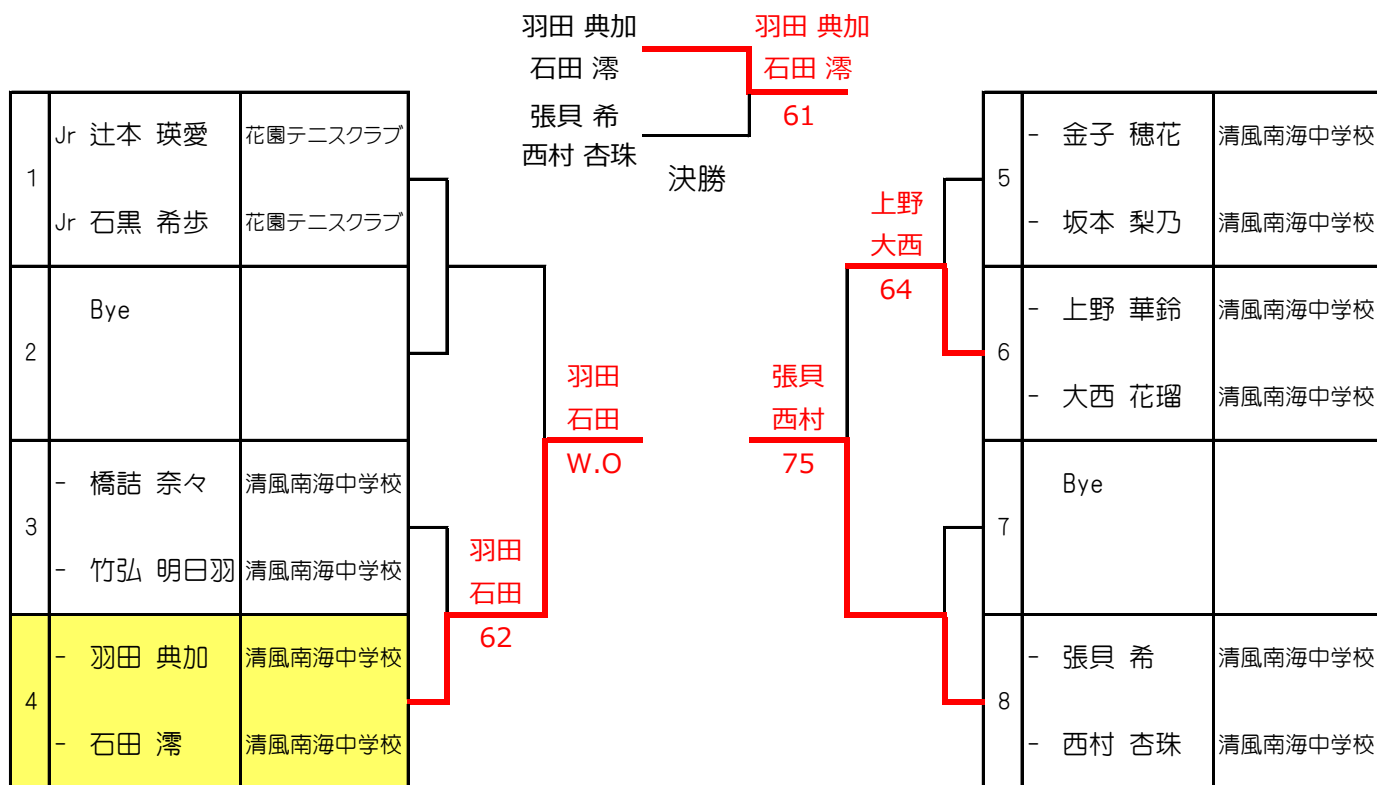 羽田 典加
石田 澪
張貝 希
西村 杏珠
決勝
羽田 典加
石田 澪
61
1
Jr 辻本 瑛愛 花園テニスクラブ
Jr 石黒 希歩 花園テニスクラブ
2
Bye
3
- 橋詰 奈々 清風南海中学校
- 竹弘 明日羽 清風南海中学校
4
- 羽田 典加 清風南海中学校
- 石田 澪 清風南海中学校
羽田
石田
62
羽田
石田
W.O
張貝
西村
75
上野
大西
64
5
- 金子 穂花 清風南海中学校
- 坂本 梨乃 清風南海中学校
6
- 上野 華鈴 清風南海中学校
- 大西 花瑠 清風南海中学校
7
Bye
8
- 張貝 希 清風南海中学校
- 西村 杏珠 清風南海中学校